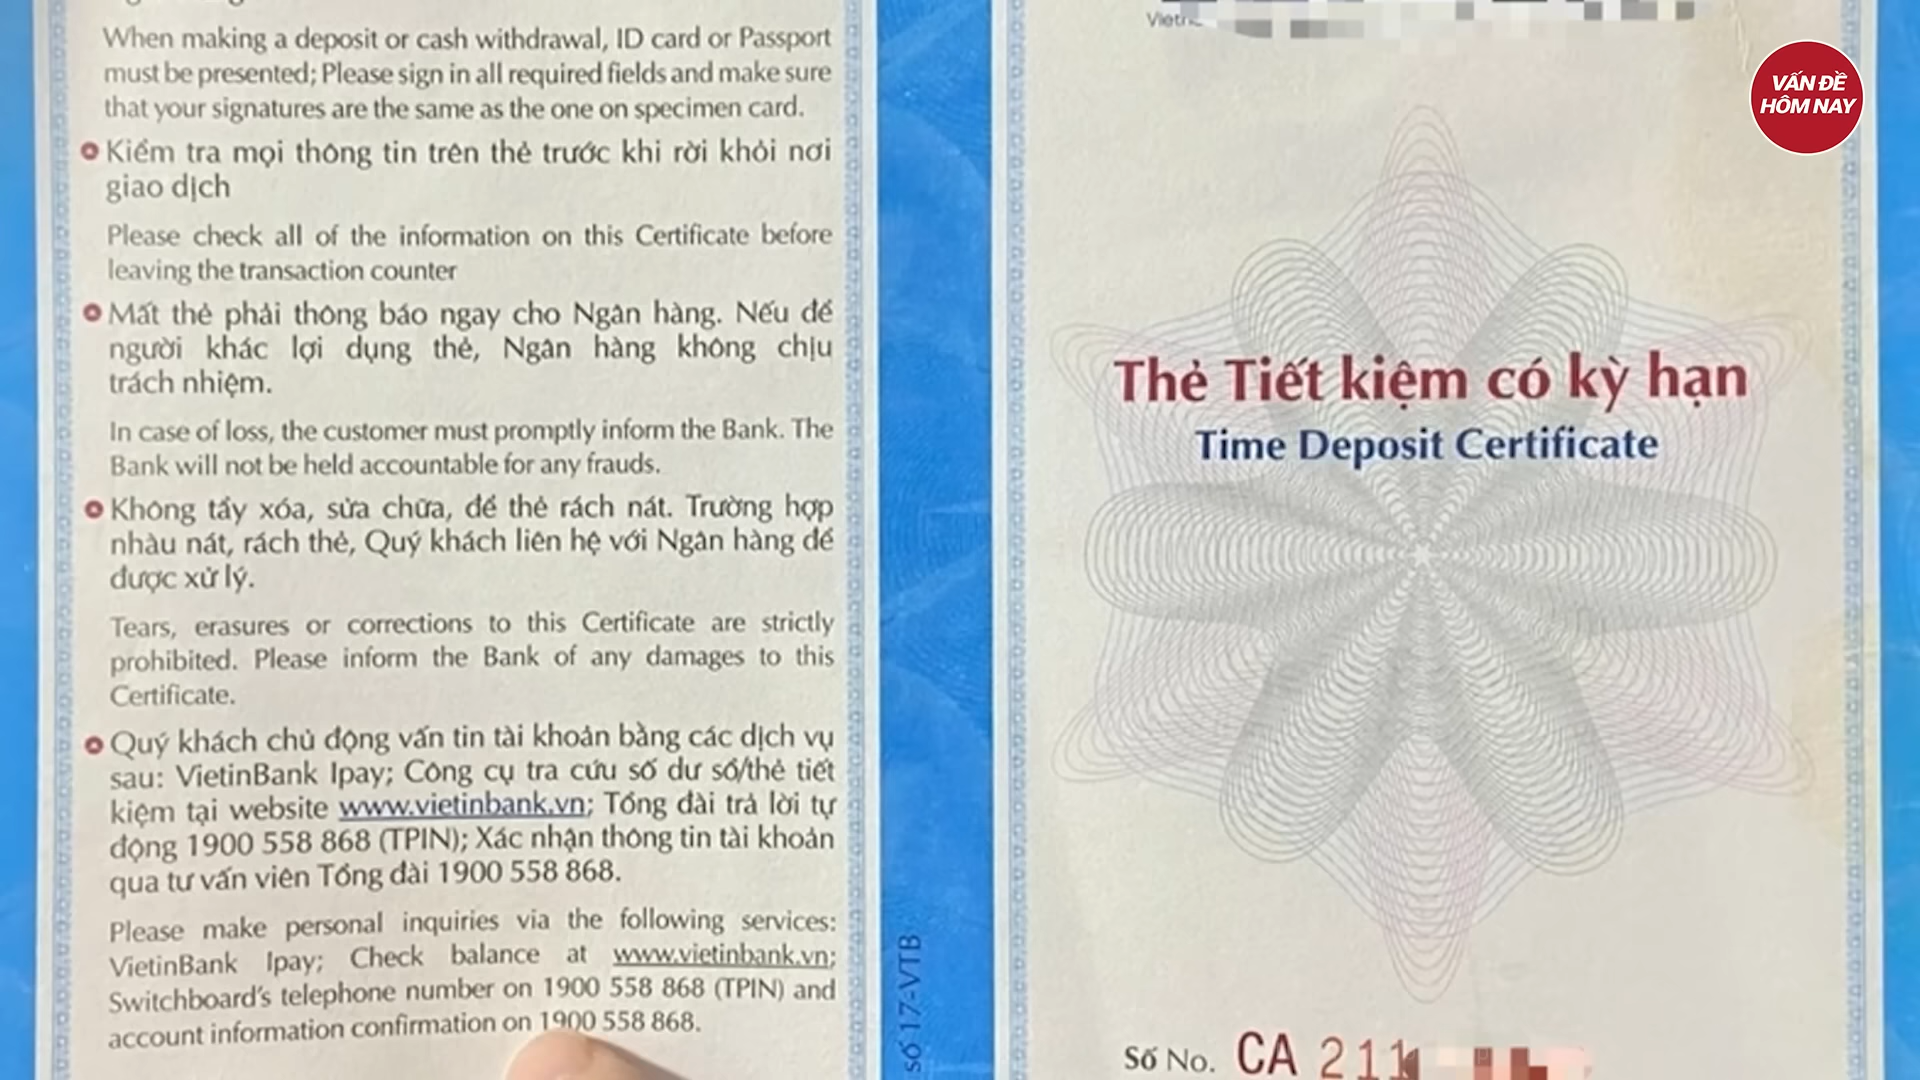 When making a deposit or cash withdrawal, ID card or Passport
must be presented; Please sign in all required fields and make sure
that your signatures are the same as the one on specimen card.
Kiểm tra mọi thông tin trên thẻ trước khi rời khỏi nơi
giao dịch
Please check all of the information on this Certificate before
leaving the transaction counter
Mất thẻ phải thông báo ngay cho Ngân hàng. Nếu để
người khác lợi dụng thẻ, Ngân hàng không chịu
trách nhiệm.
In case of loss, the customer must promptly inform the Bank. The
Bank will not be held accountable for any frauds.
Không tẩy xóa, sửa chữa, để thẻ rách nát. Trường hợp
nhàu nát, rách thẻ, Quý khách liên hệ với Ngân hàng để
được xử lý.
Tears, erasures or corrections to this Certificate are strictly
prohibited. Please inform the Bank of any damages to this
Certificate.
Quý khách chủ động vấn tin tài khoản bằng các dịch vụ
sau: VietinBank Ipay; Công cụ tra cứu số dư sổ/thẻ tiết
kiệm tại website www.vietinbank.vn; Tổng đài trả lời tự
động 1900 558 868 (TPIN); Xác nhận thông tin tài khoản
qua tư vấn viên Tổng đài 1900 558 868.
Please make personal inquiries via the following services:
VietinBank Ipay; Check balance at www.vietinbank.vn;
Switchboard's telephone number on 1900 558 868 (TPIN) and
account information confirmation on 1900 558 868.
số 17-VTB
VẤN ĐỀ
HÔM NAY
Thẻ Tiết kiệm có kỳ hạn
Time Deposit Certificate
Số No. CA 211